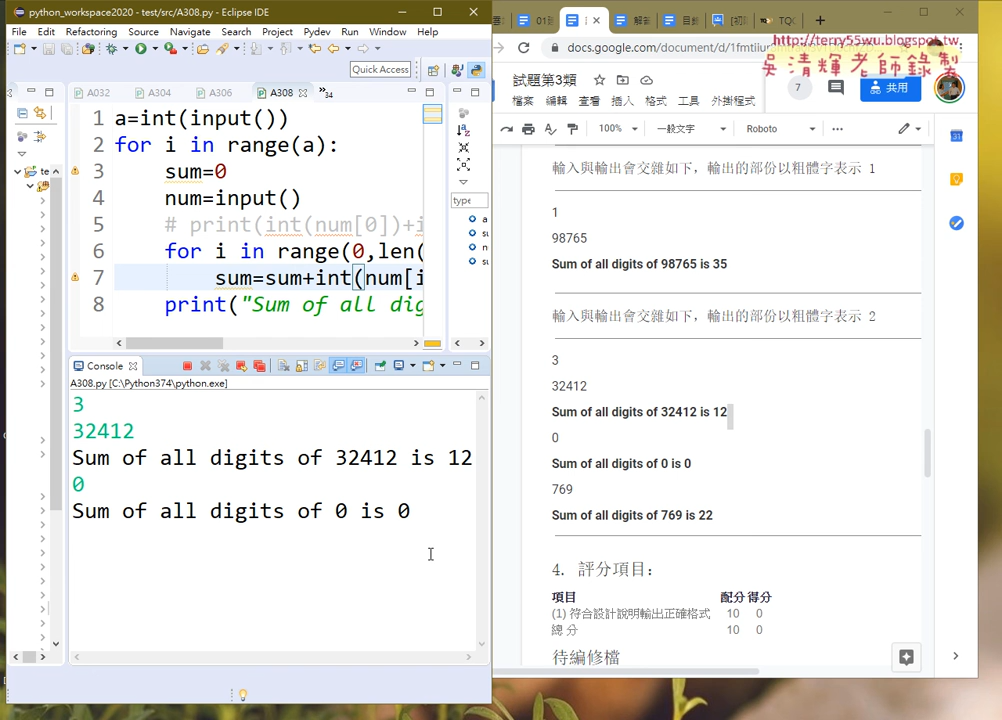 python_workspace2020 - test/src/A308.py - Eclipse IDE
File Edit Refactoring Source Navigate Search Project Pydev Run Window Help
Quick Access
A032 A304 A306 A308 34
1 a=int(input())
2 for i in range(a):
3 sum=0
4 num=input()
5 # print(int(num[0])+i
6 for i in range(0,len(
7 sum=sum+int(num[i
8 print("Sum of all dig
type
Console
A308.py [C:\Python374\python.exe]
3
32412
Sum of all digits of 32412 is 12
0
Sum of all digits of 0 is 0
docs.google.com/document/d/1fmtiiur
http://terry55wu.blogspot.tw
吳清輝老師錄製
試題第3類
檔案 編輯 查看 插入 格式 工具 外掛程式
7
共用
100% 一般文字 Roboto
輸入與輸出會交雜如下，輸出的部份以粗體字表示 1
1
98765
Sum of all digits of 98765 is 35
輸入與輸出會交雜如下，輸出的部份以粗體字表示 2
3
32412
Sum of all digits of 32412 is 12
0
Sum of all digits of 0 is 0
769
Sum of all digits of 769 is 22
4. 評分項目：
項目 配分 得分
(1) 符合設計說明輸出正確格式 10 0
總 分 10 0
待編修檔